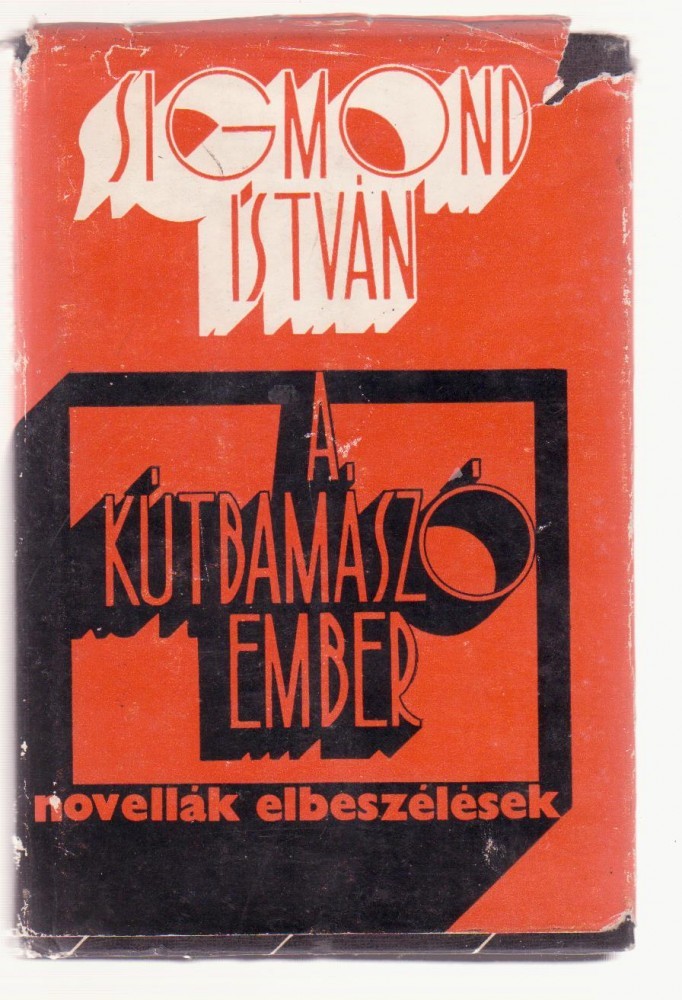 SIGMOND
ISTVÁN
A
KÚTBAMÁSZÓ
EMBER
novellák elbeszélések